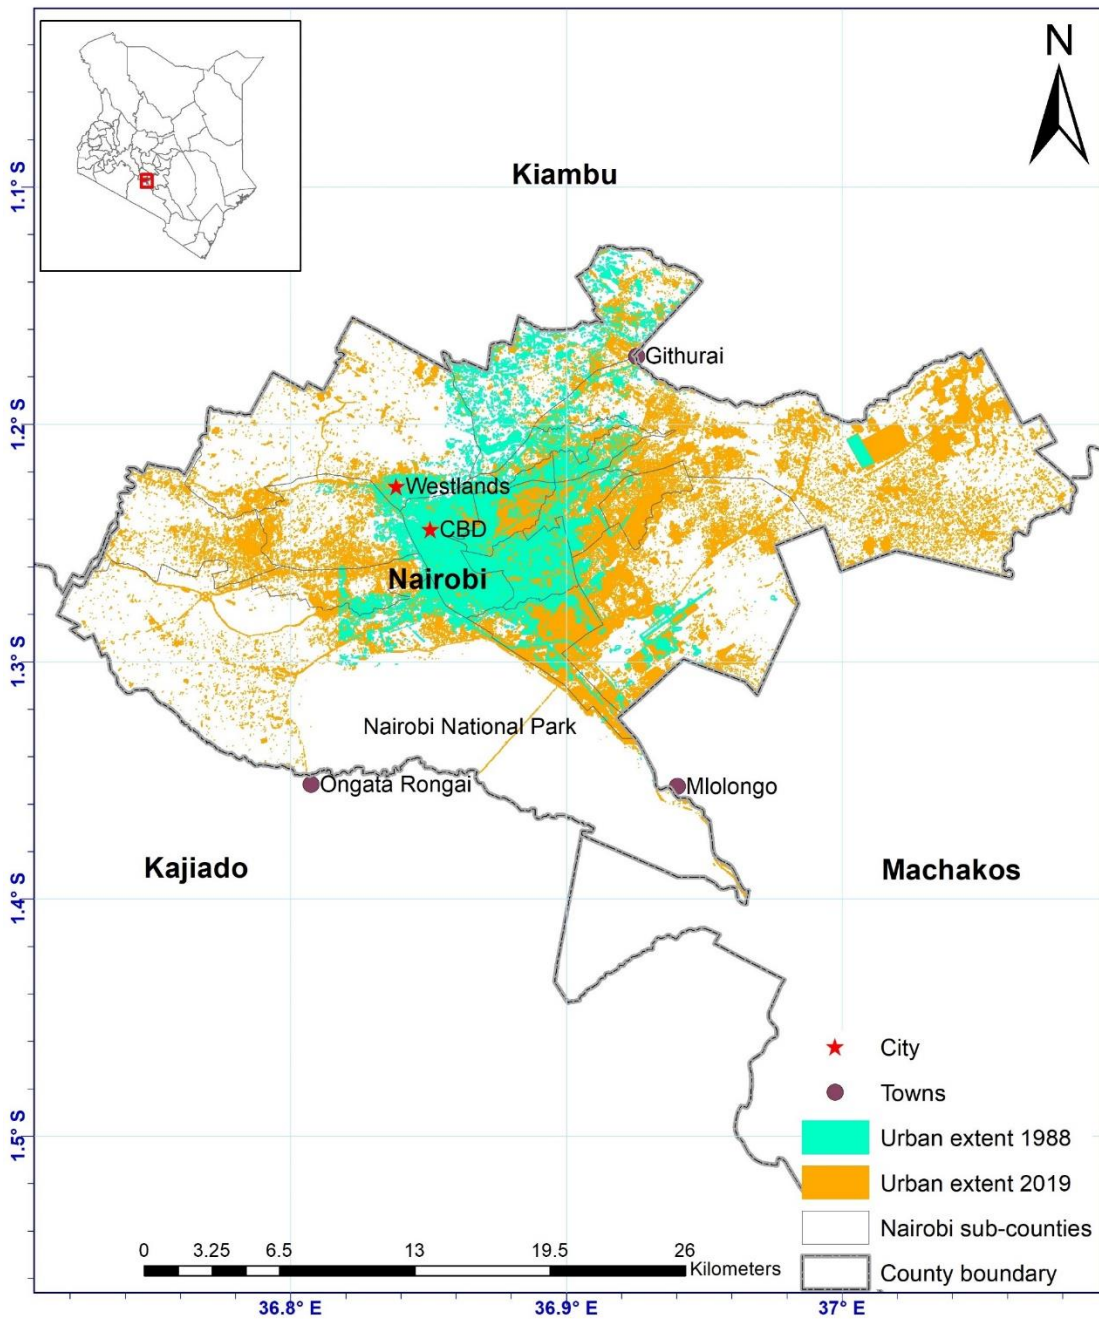 N
Kiambu
1.1° S
Githurai
1.2° S
Westlands
CBD
Nairobi
1.3° S
Nairobi National Park
Ongata Rongai
Mlolongo
Kajiado
Machakos
1.4° S
City
Towns
1.5° S
Urban extent 1988
Urban extent 2019
Nairobi sub-counties
County boundary
0 3.25 6.5 13 19.5 26
Kilometers
36.8° E 36.9° E 37° E